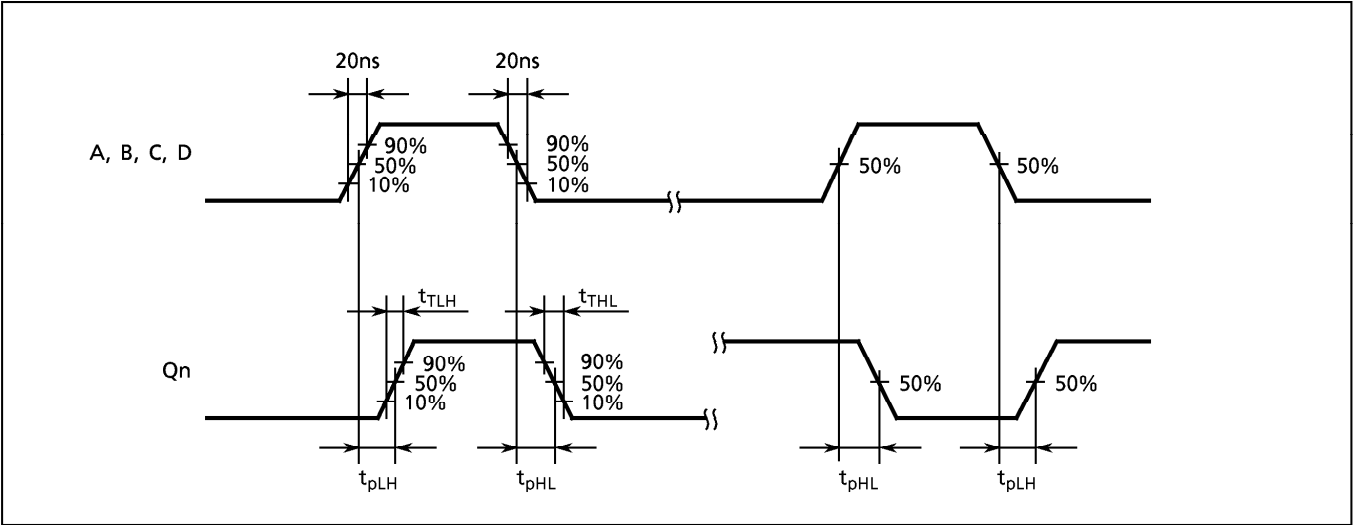 20ns 20ns
A, B, C, D
90% 90%
50% 50% 50% 50%
10% 10%
tTLH tTHL
Qn
90% 90%
50% 50% 50% 50%
10% 10%
tpLH tpHL tpHL tpLH